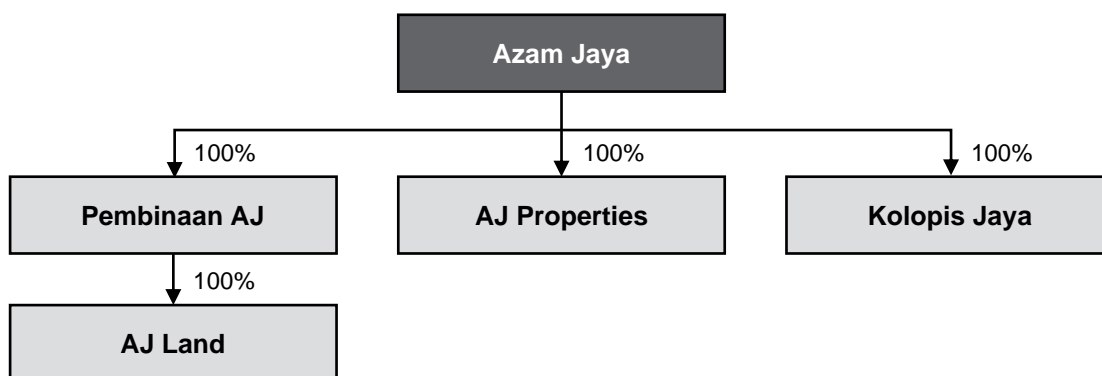 Azam Jaya
100%
100%
100%
Pembinaan AJ
AJ Properties
Kolopis Jaya
100%
AJ Land